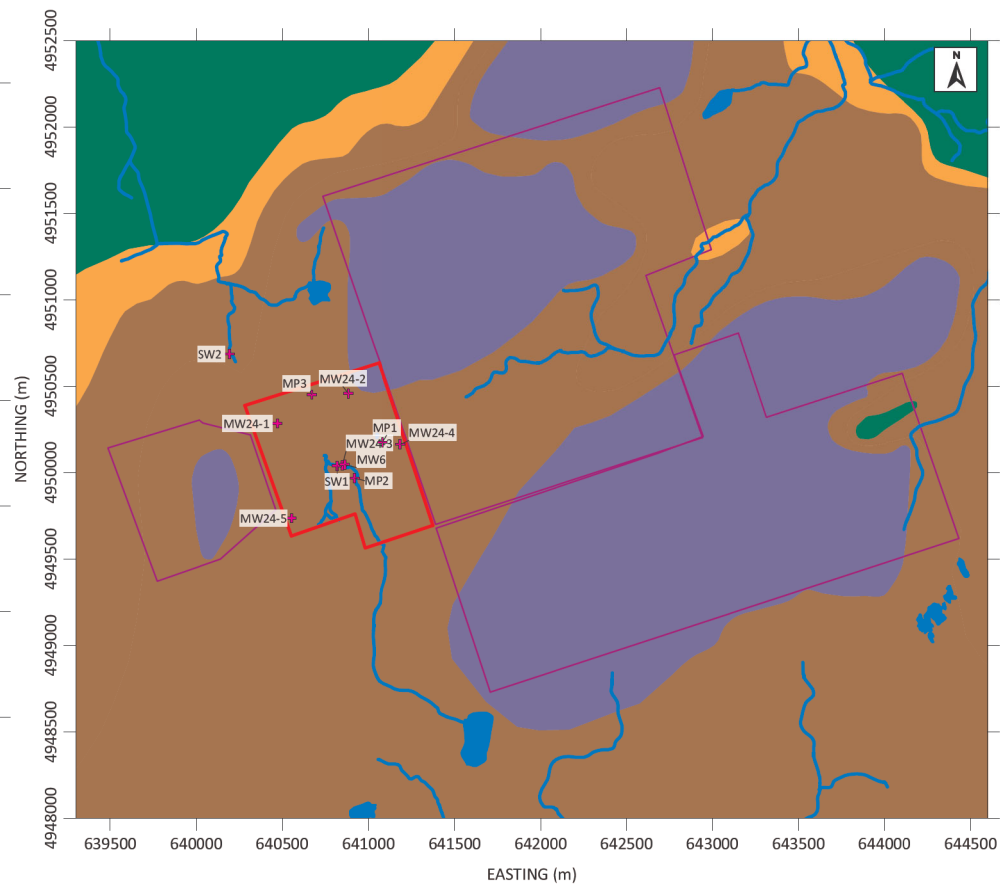 N
4952500
4952000
4951500
4951000
4950500
4950000
4949500
4949000
4948500
4948000
NORTHING (m)
SW2
MP3
MW24-2
MW24-1
MP1
MW24-4
MW24-3
MW6
SW1
MP2
MW24-5
639500
640000
640500
641000
641500
642000
642500
643000
643500
644000
644500
EASTING (m)